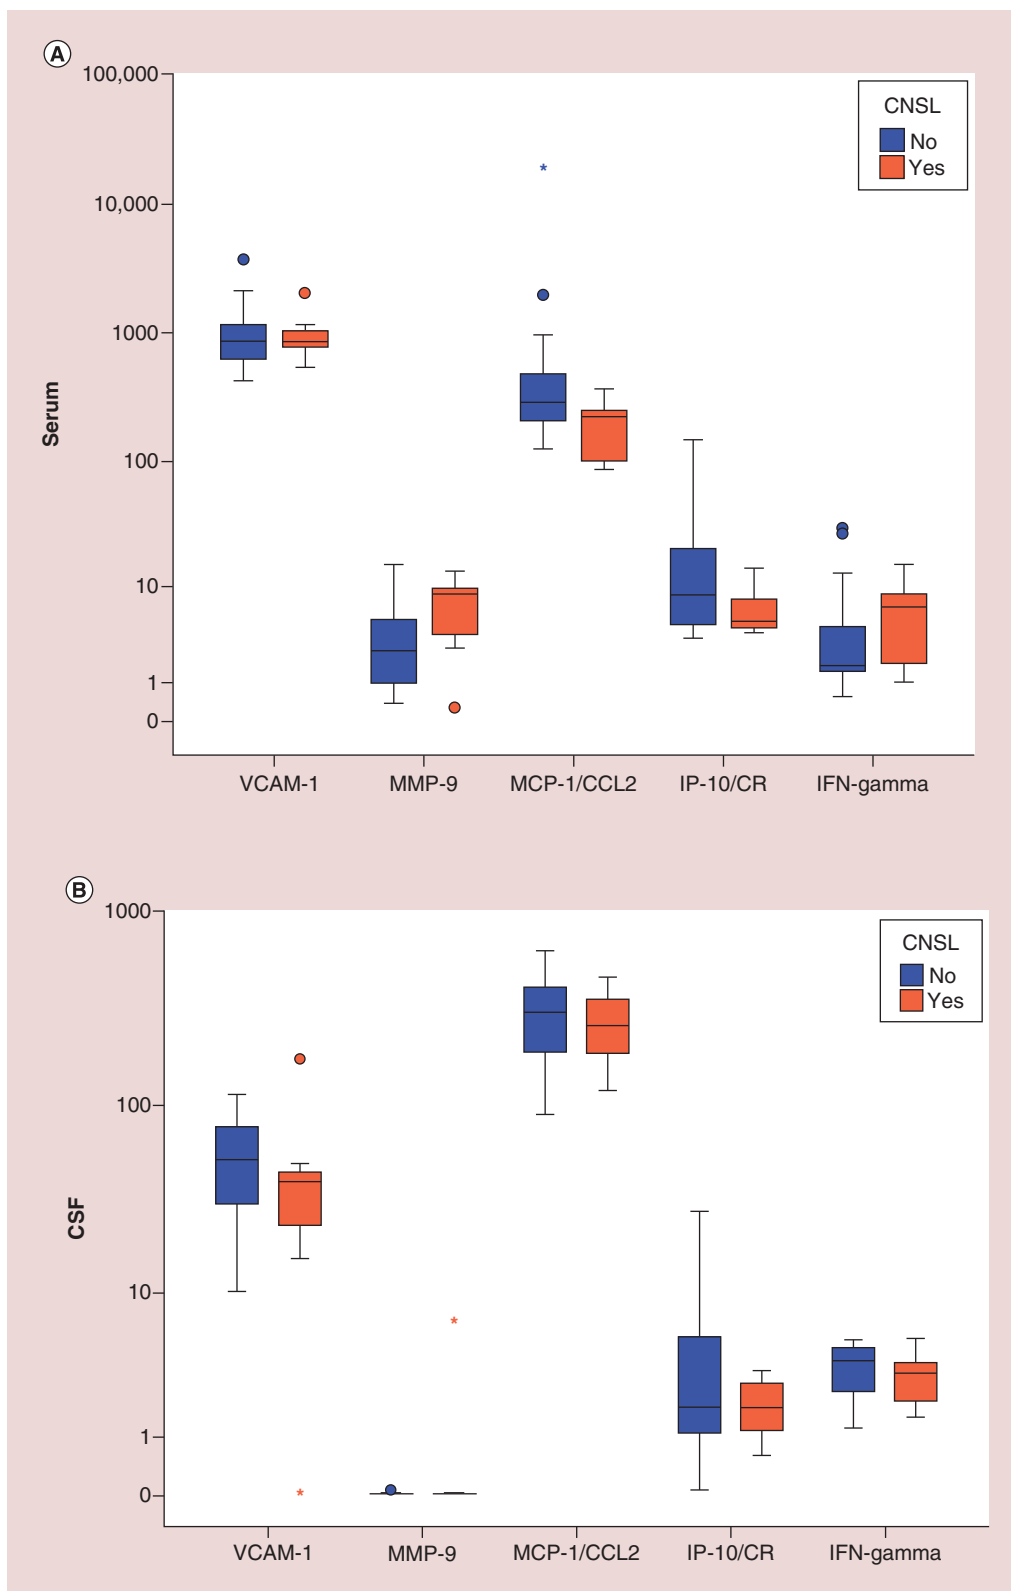 A
100,000
10,000
1000
100
10
1
0
Serum
CNSL
No
Yes
*
VCAM-1 MMP-9 MCP-1/CCL2 IP-10/CR IFN-gamma
B
1000
100
10
1
0
CSF
CNSL
No
Yes
*
*
VCAM-1 MMP-9 MCP-1/CCL2 IP-10/CR IFN-gamma